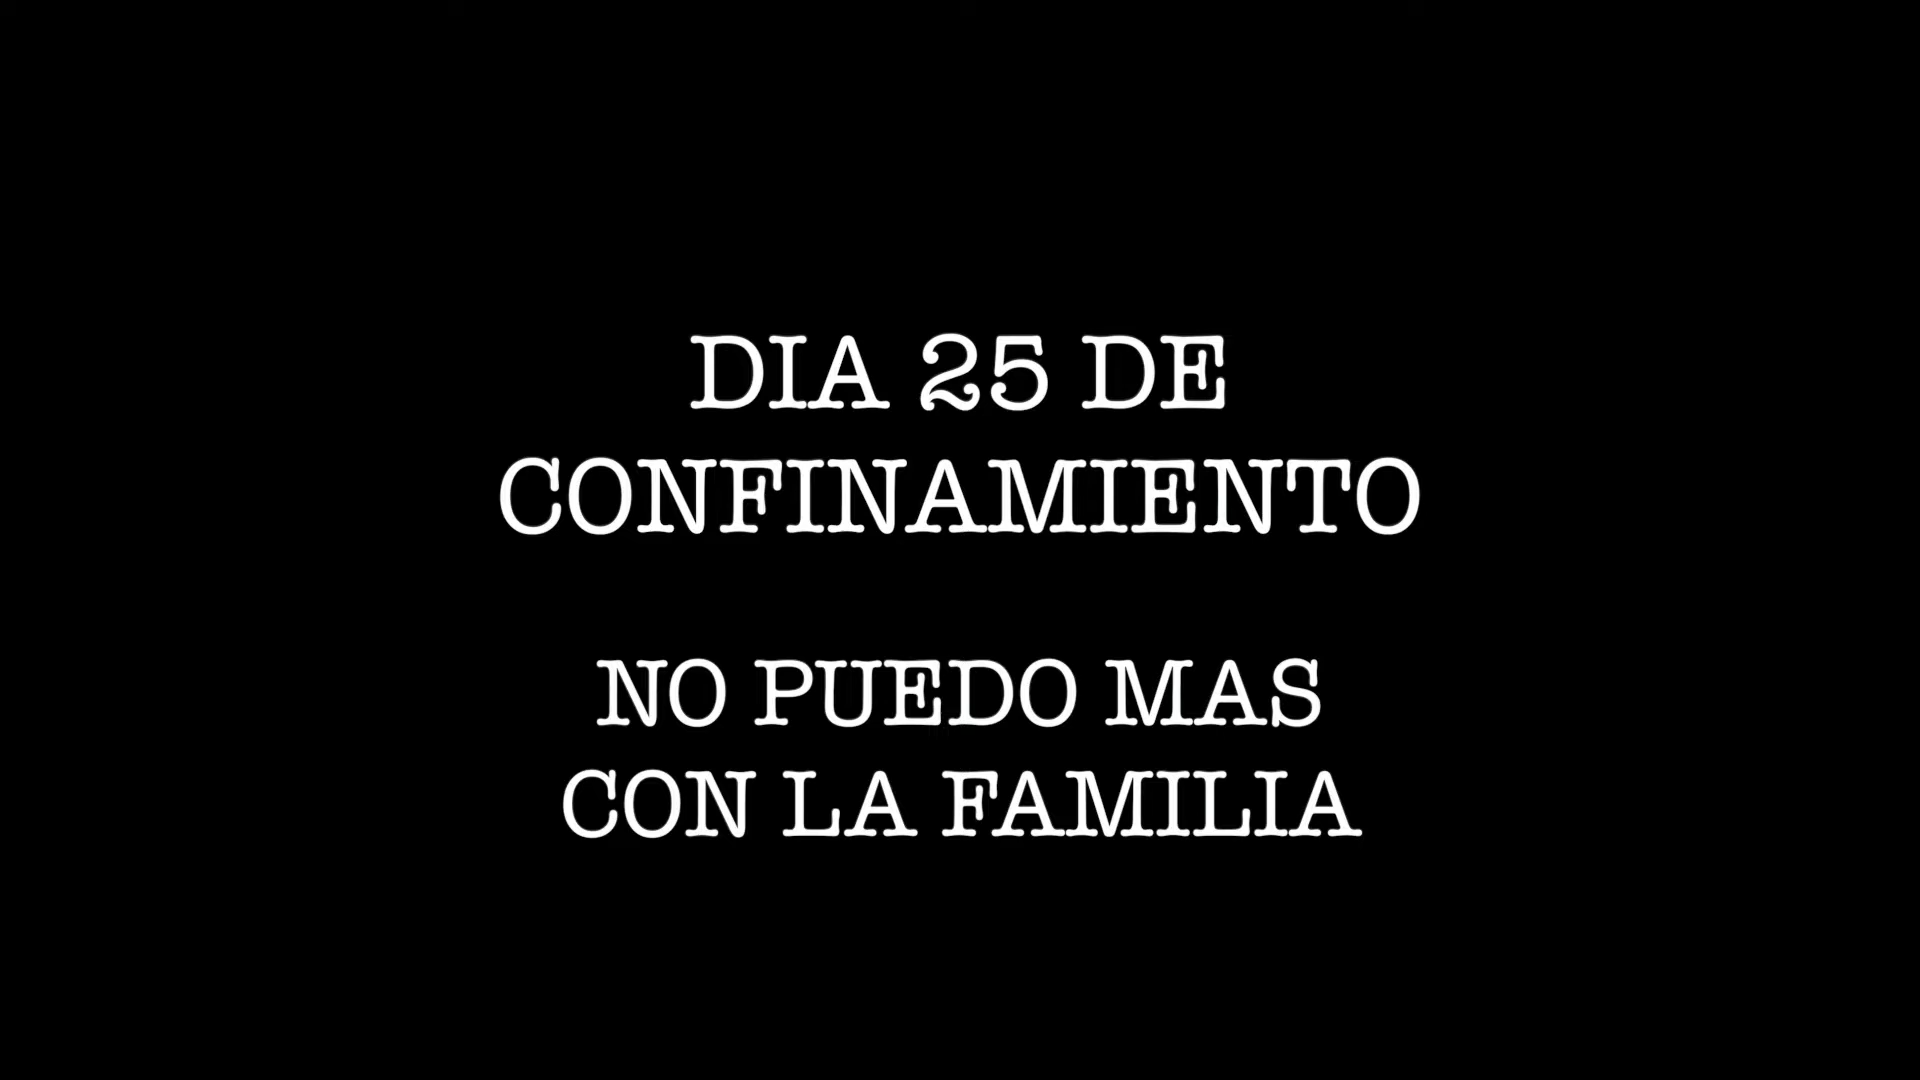 DIA 25 DE
CONFINAMIENTO
NO PUEDO MAS
CON LA FAMILIA